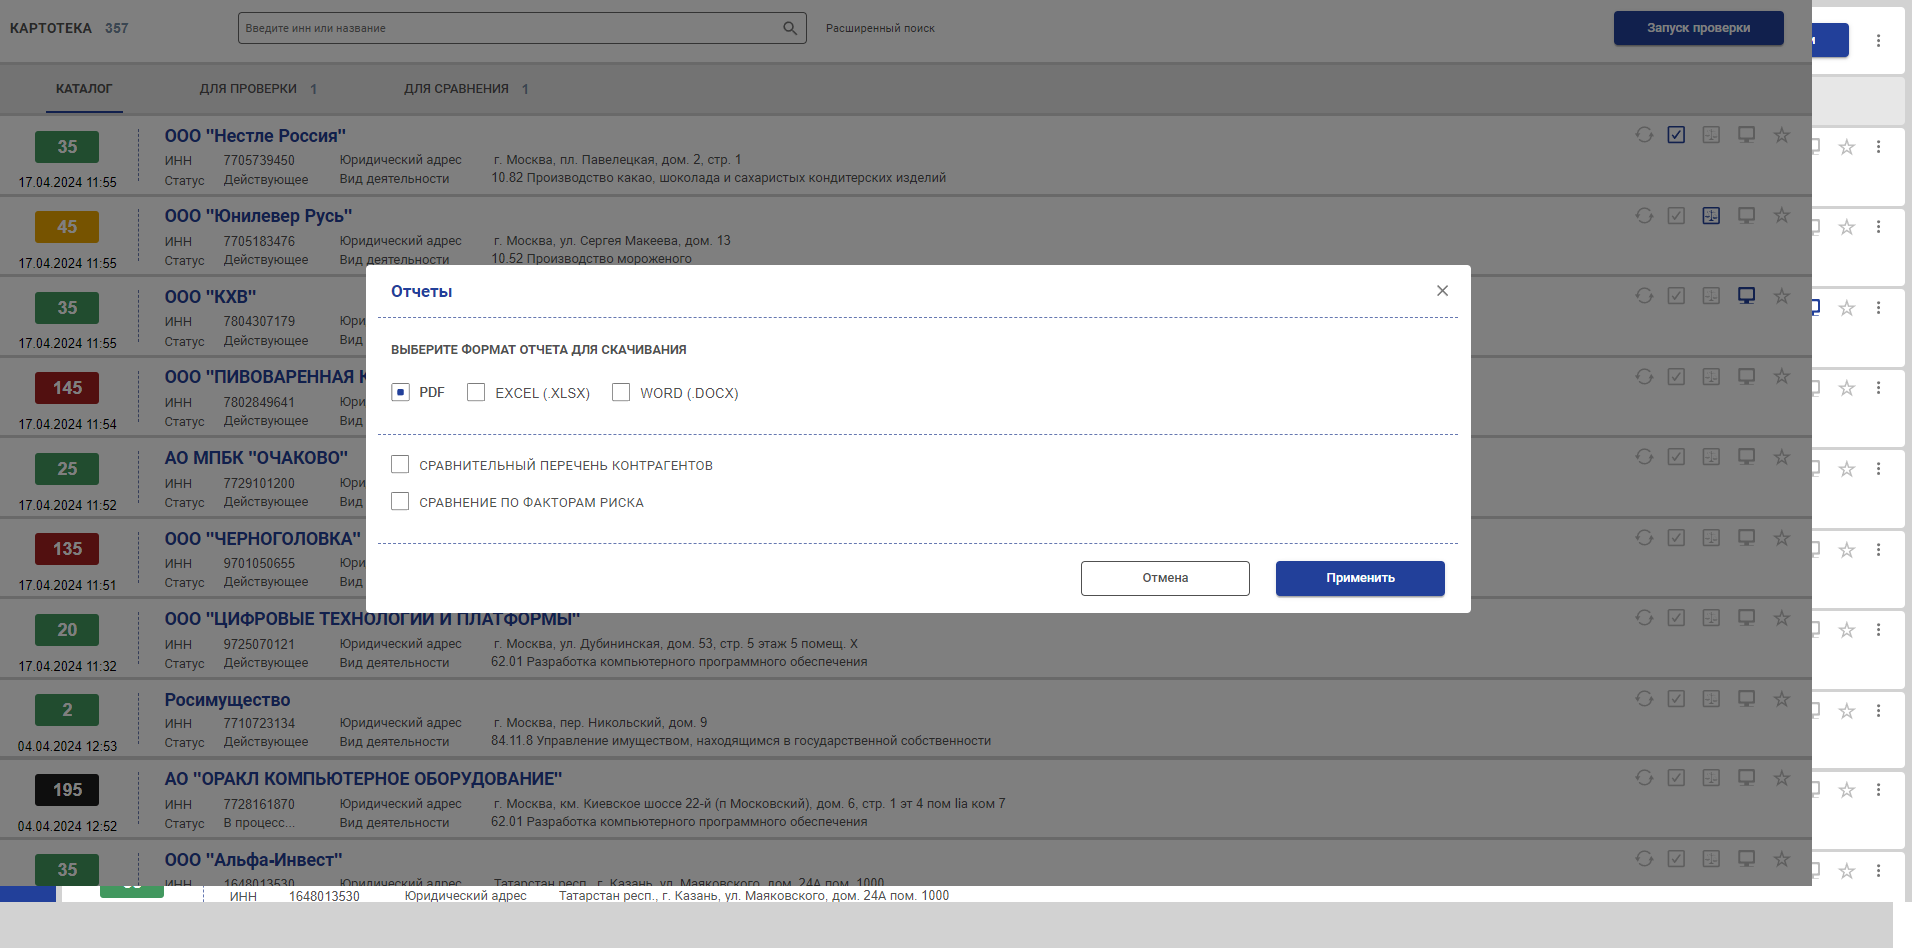 КАРТОТЕКА 357 Введите инн или название Расширенный поиск Запуск проверки
КАТАЛОГ ДЛЯ ПРОВЕРКИ 1 ДЛЯ СРАВНЕНИЯ 1
35 ООО "Нестле Россия"
ИНН 7705739450 Юридический адрес г. Москва, пл. Павелецкая, дом. 2, стр. 1
17.04.2024 11:55 Статус Действующее Вид деятельности 10.82 Производство какао, шоколада и сахаристых кондитерских изделий
45 ООО "Юнилевер Русь"
ИНН 7705183476 Юридический адрес г. Москва, ул. Сергея Макеева, дом. 13
17.04.2024 11:55 Статус Действующее Вид деятельности 10.52 Производство мороженого
35 ООО "КХВ"
ИНН 7804307179 Юри
17.04.2024 11:55 Статус Действующее Вид
145 ООО "ПИВОВАРЕННАЯ
ИНН 7802849641 Юри
17.04.2024 11:54 Статус Действующее Вид
25 АО МПБК "ОЧАКОВО"
ИНН 7729101200 Юри
17.04.2024 11:52 Статус Действующее Вид
135 ООО "ЧЕРНОГОЛОВКА"
ИНН 9701050655 Юри
17.04.2024 11:51 Статус Действующее Вид
Отчеты
ВЫБЕРИТЕ ФОРМАТ ОТЧЕТА ДЛЯ СКАЧИВАНИЯ
PDF EXCEL (.XLSX) WORD (.DOCX)
СРАВНИТЕЛЬНЫЙ ПЕРЕЧЕНЬ КОНТРАГЕНТОВ
СРАВНЕНИЕ ПО ФАКТОРАМ РИСКА
Отмена Применить
20 ООО "ЦИФРОВЫЕ ТЕХНОЛОГИИ И ПЛАТФОРМЫ"
ИНН 9725070121 Юридический адрес г. Москва, ул. Дубининская, дом. 53, стр. 5 этаж 5 помещ. X
17.04.2024 11:32 Статус Действующее Вид деятельности 62.01 Разработка компьютерного программного обеспечения
2 Росимущество
ИНН 7710723134 Юридический адрес г. Москва, пер. Никольский, дом. 9
04.04.2024 12:53 Статус Действующее Вид деятельности 84.11.8 Управление имуществом, находящимся в государственной собственности
195 АО "ОРАКЛ КОМПЬЮТЕРНОЕ ОБОРУДОВАНИЕ"
ИНН 7728161870 Юридический адрес г. Москва, км. Киевское шоссе 22-й (п Московский), дом. 6, стр. 1 эт 4 пом Iia ком 7
04.04.2024 12:52 Статус В процесс... Вид деятельности 62.01 Разработка компьютерного программного обеспечения
35 ООО "Альфа-Инвест"
ИНН 1648013530 Юридический адрес Татарстан респ., г. Казань, ул. Маяковского, дом. 24А пом. 1000
ИНН 1648013530 Юридический адрес Татарстан респ., г. Казань, ул. Маяковского, дом. 24А пом. 1000